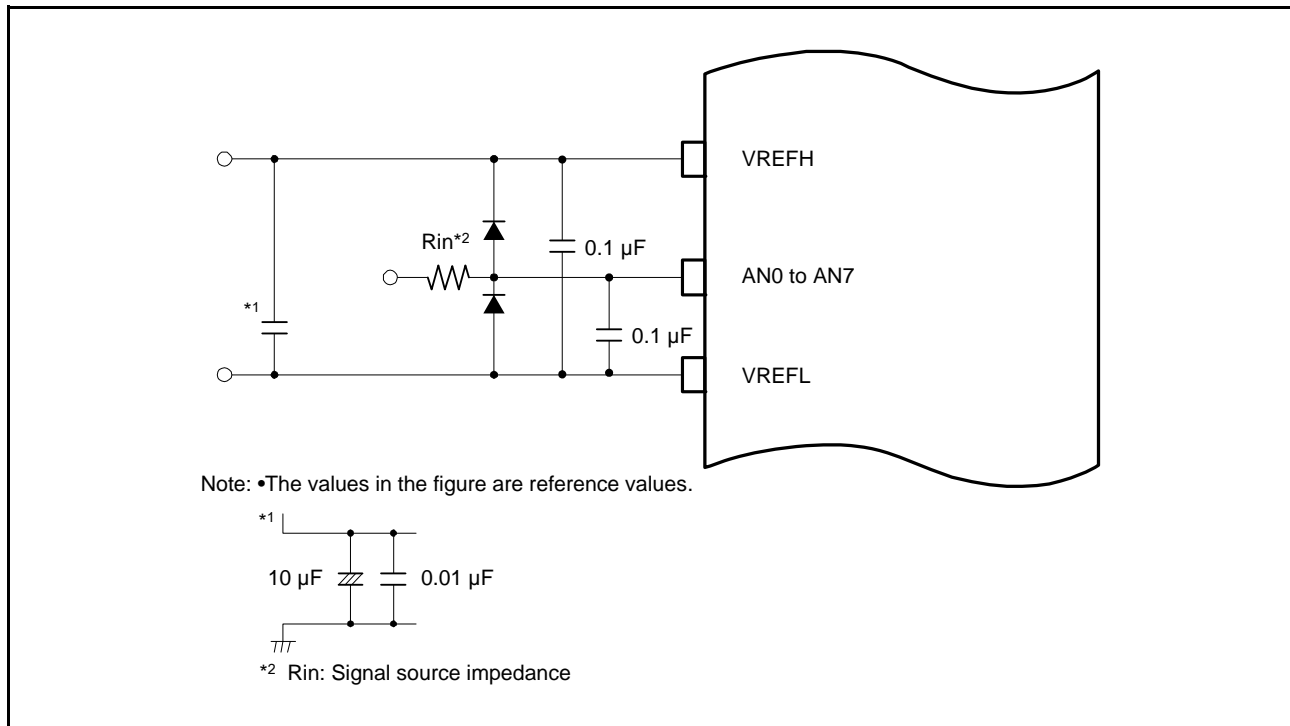 VREFH
Rin*2
0.1 µF
AN0 to AN7
*1
0.1 µF
VREFL
Note: •The values in the figure are reference values.
*1
10 µF
0.01 µF
*2 Rin: Signal source impedance